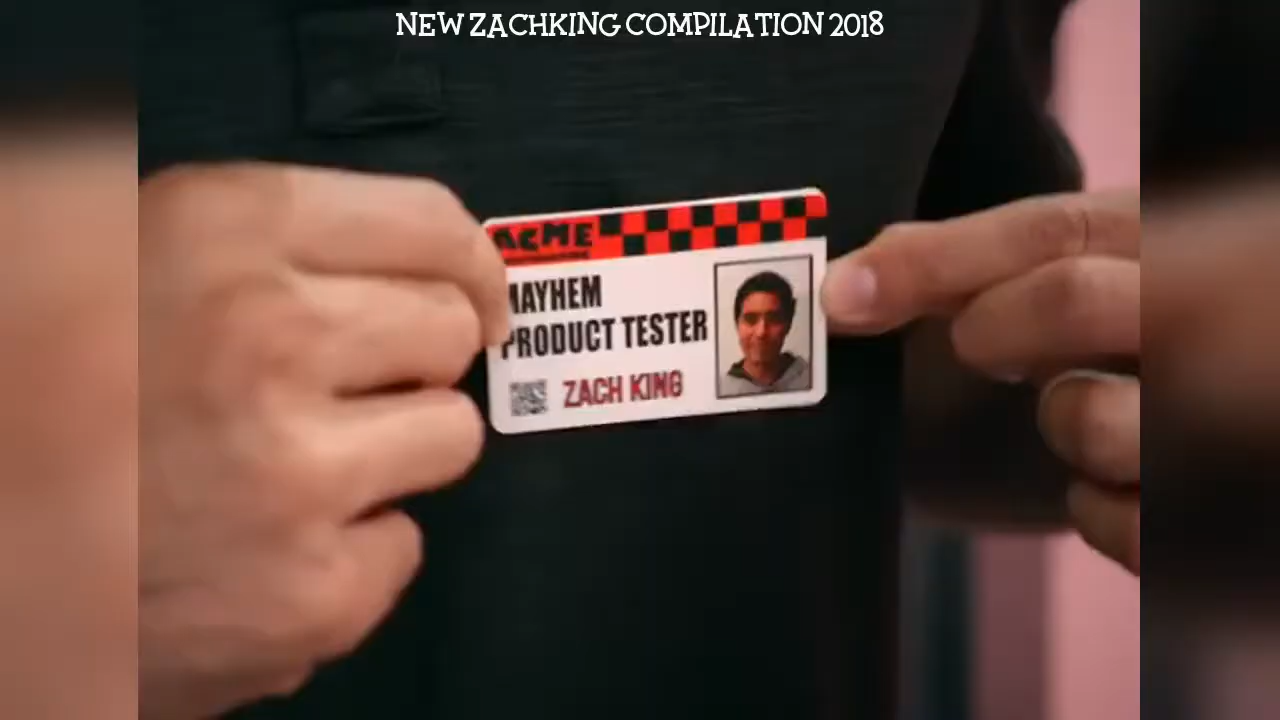 NEW ZACHKING COMPILATION 2018
ACME
MAYHEM
PRODUCT TESTER
ZACH KING